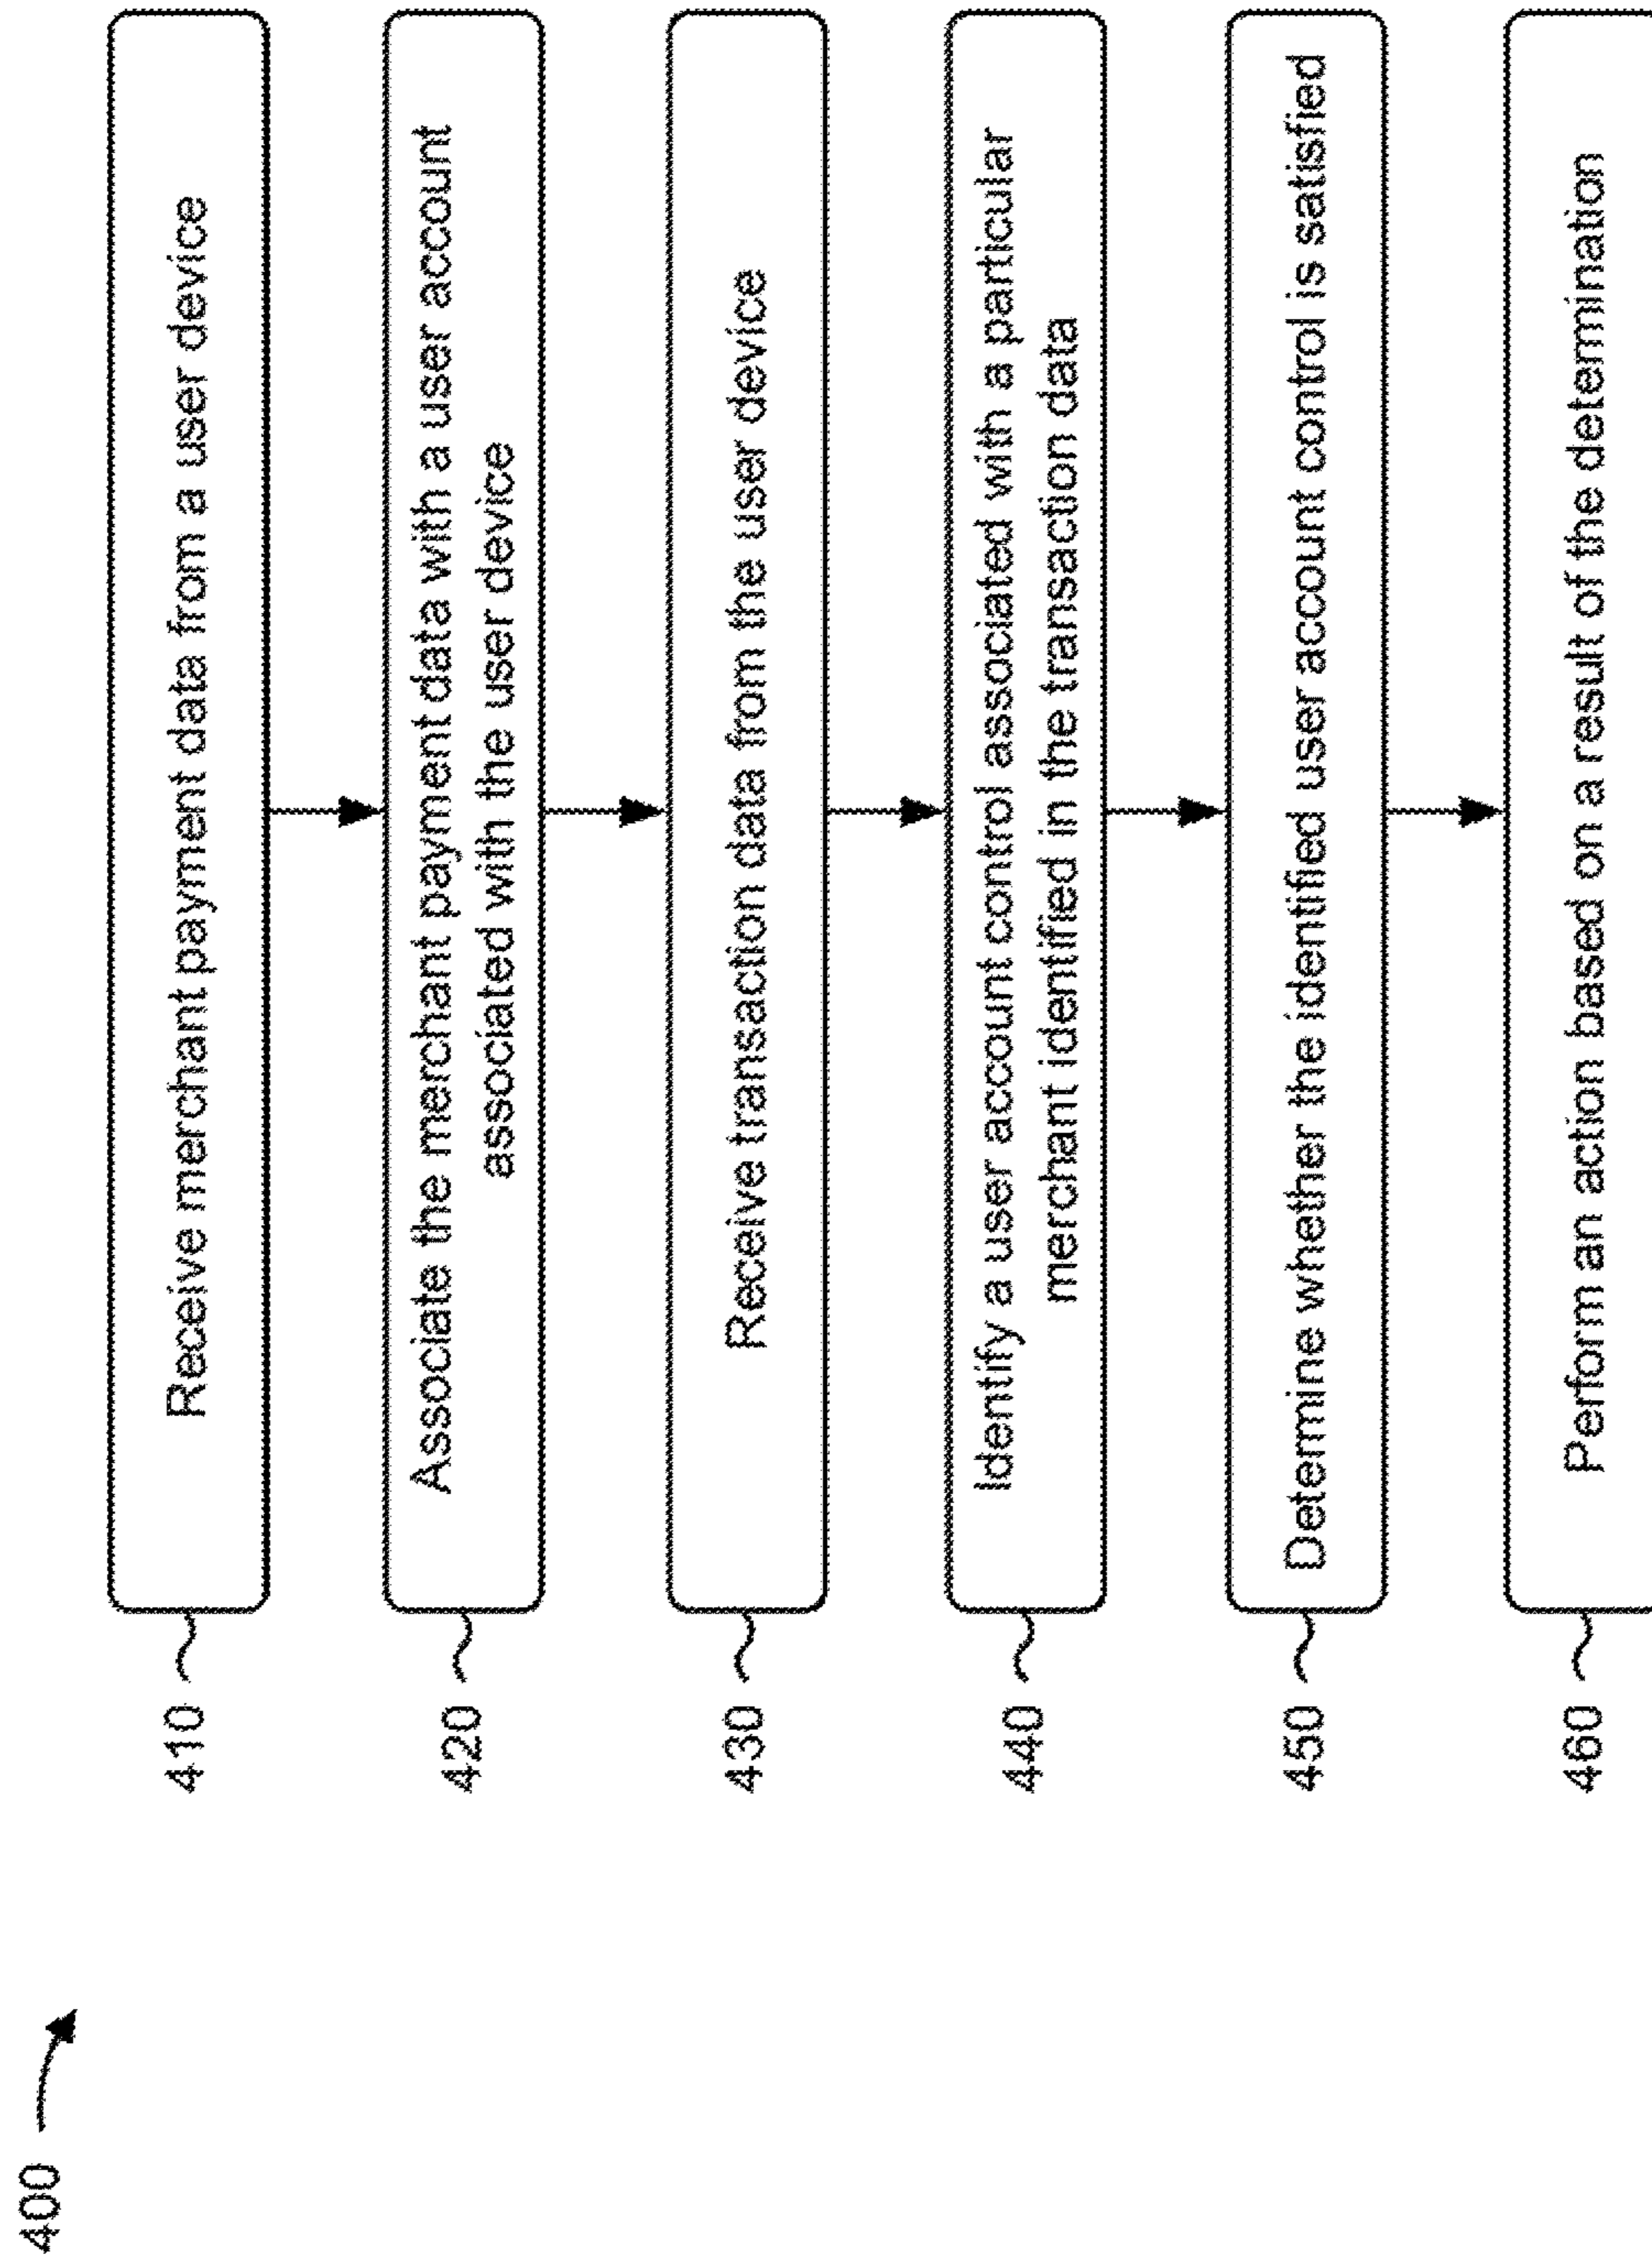 400
410
Receive merchant payment data from a user device
420
Associate the merchant payment data with a user account
associated with the user device
430
Receive transaction data from the user device
440
Identify a user account control associated with a particular
merchant identified in the transaction data
450
Determine whether the identified user account control is satisfied
460
Perform an action based on a result of the determination